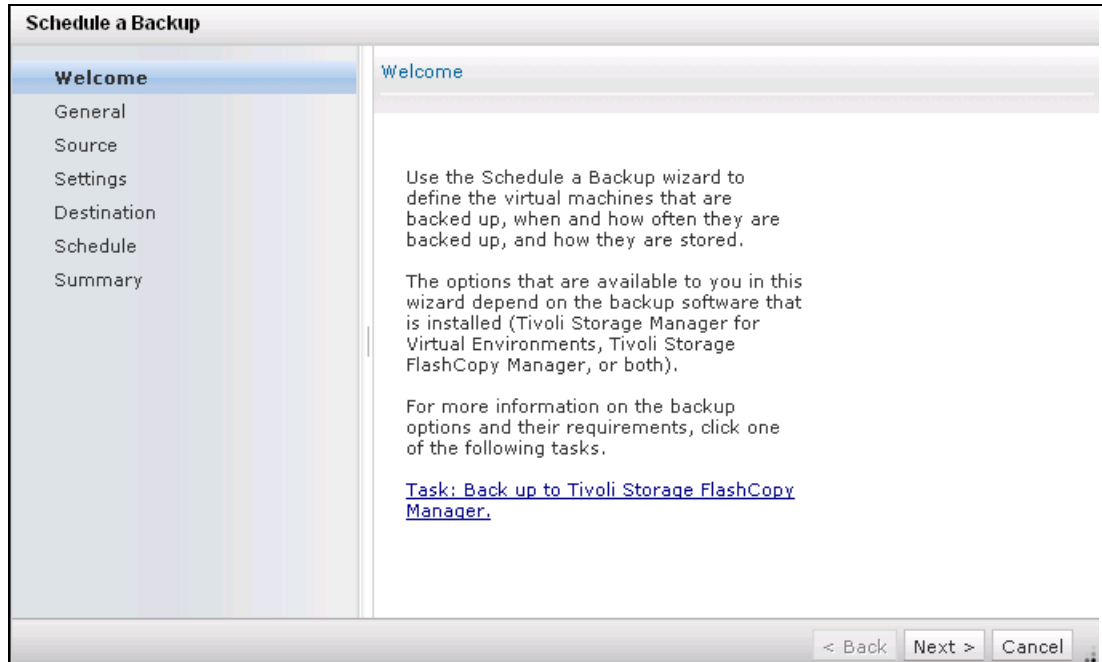 Schedule a Backup
Welcome
General
Source
Settings
Destination
Schedule
Summary
Welcome
Use the Schedule a Backup wizard to
define the virtual machines that are
backed up, when and how often they are
backed up, and how they are stored.
The options that are available to you in this
wizard depend on the backup software that
is installed (Tivoli Storage Manager for
Virtual Environments, Tivoli Storage
FlashCopy Manager, or both).
For more information on the backup
options and their requirements, click one
of the following tasks.
Task: Back up to Tivoli Storage FlashCopy
Manager.
< Back Next > Cancel